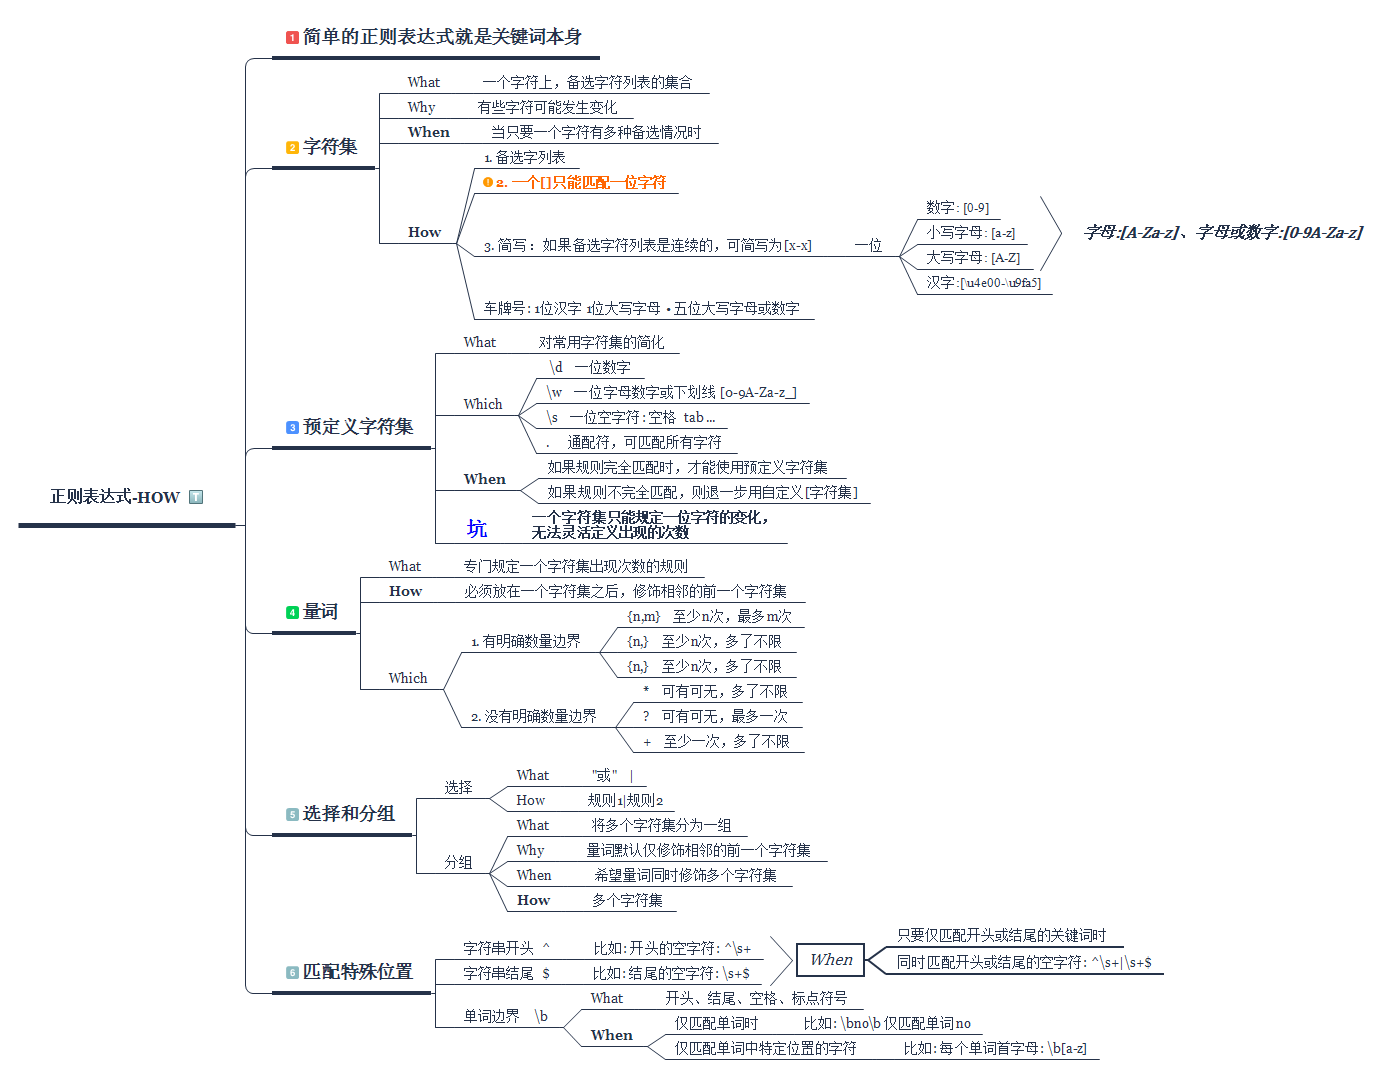 正则表达式-HOW
1 简单的正则表达式就是关键词本身
2 字符集
What 一个字符上，备选字符列表的集合
Why 有些字符可能发生变化
When 当只要一个字符有多种备选情况时
How
1. 备选字列表
2. 一个[]只能匹配一位字符
3. 简写：如果备选字符列表是连续的，可简写为[x-x]
一位
数字: [0-9]
小写字母: [a-z]
大写字母: [A-Z]
汉字:[\u4e00-\u9fa5]
字母:[A-Za-z]、字母或数字:[0-9A-Za-z]
车牌号: 1位汉字 1位大写字母 • 五位大写字母或数字
3 预定义字符集
What 对常用字符集的简化
Which
\d 一位数字
\w 一位字母数字或下划线 [0-9A-Za-z_]
\s 一位空字符: 空格 tab ...
. 通配符，可匹配所有字符
When
如果规则完全匹配时，才能使用预定义字符集
如果规则不完全匹配，则退一步用自定义[字符集]
坑
一个字符集只能规定一位字符的变化，
无法灵活定义出现的次数
4 量词
What 专门规定一个字符集出现次数的规则
How 必须放在一个字符集之后，修饰相邻的前一个字符集
Which
1. 有明确数量边界
{n,m} 至少n次，最多m次
{n,} 至少n次，多了不限
{n,} 至少n次，多了不限
2. 没有明确数量边界
* 可有可无，多了不限
? 可有可无，最多一次
+ 至少一次，多了不限
5 选择和分组
选择
What "或" |
How 规则1|规则2
分组
What 将多个字符集分为一组
Why 量词默认仅修饰相邻的前一个字符集
When 希望量词同时修饰多个字符集
How 多个字符集
6 匹配特殊位置
字符串开头 ^ 比如: 开头的空字符: ^\s+
字符串结尾 $ 比如: 结尾的空字符: \s+$
When
只要仅匹配开头或结尾的关键词时
同时匹配开头或结尾的空字符: ^\s+|\s+$
单词边界 \b
What 开头、结尾、空格、标点符号
When
仅匹配单词时 比如: \bno\b 仅匹配单词no
仅匹配单词中特定位置的字符 比如: 每个单词首字母: \b[a-z]